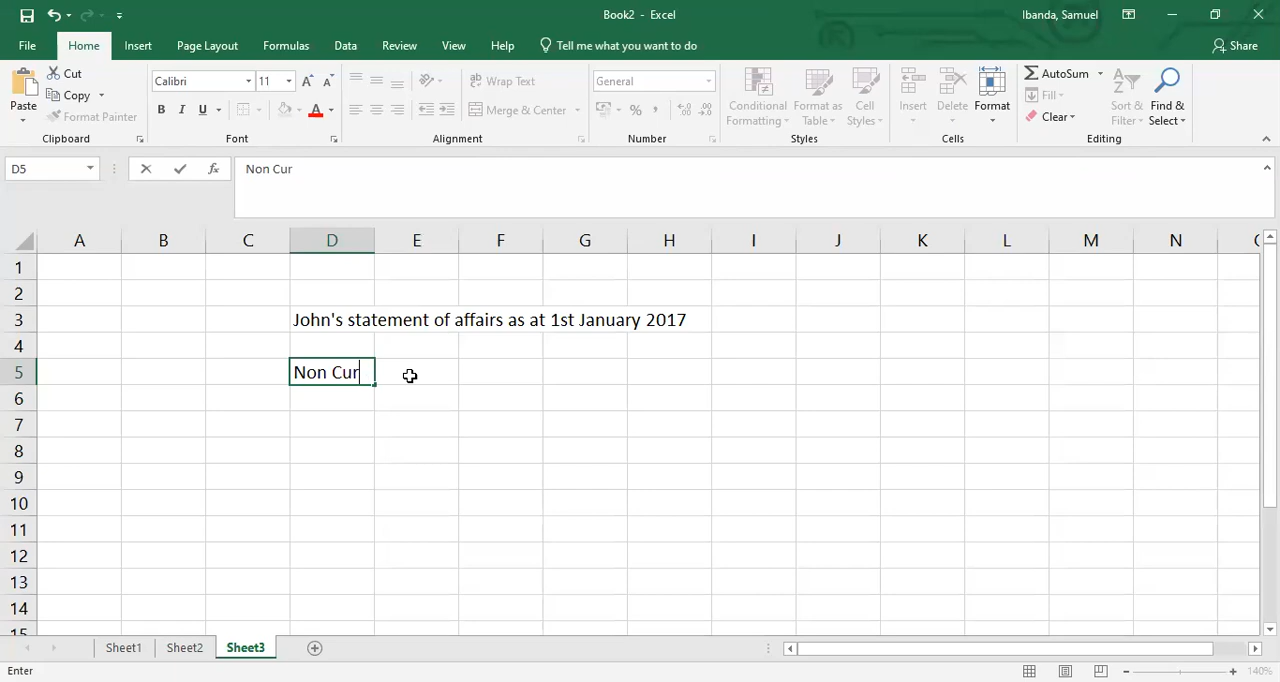 Book2 - Excel
Ibanda, Samuel
File Home Insert Page Layout Formulas Data Review View Help Tell me what you want to do Share
Paste
Cut
Copy
Format Painter
Clipboard
Calibri 11
B I U
Font
Wrap Text
Merge & Center
Alignment
General
Number
Conditional Formatting
Format as Table
Cell Styles
Styles
Insert
Delete
Format
Cells
AutoSum
Fill
Clear
Sort & Filter
Find & Select
Editing
D5 fx Non Cur
A B C D E F G H I J K L M N
1
2
3 John's statement of affairs as at 1st January 2017
4
5 Non Cur
6
7
8
9
10
11
12
13
14
15
Sheet1 Sheet2 Sheet3
Enter 140%